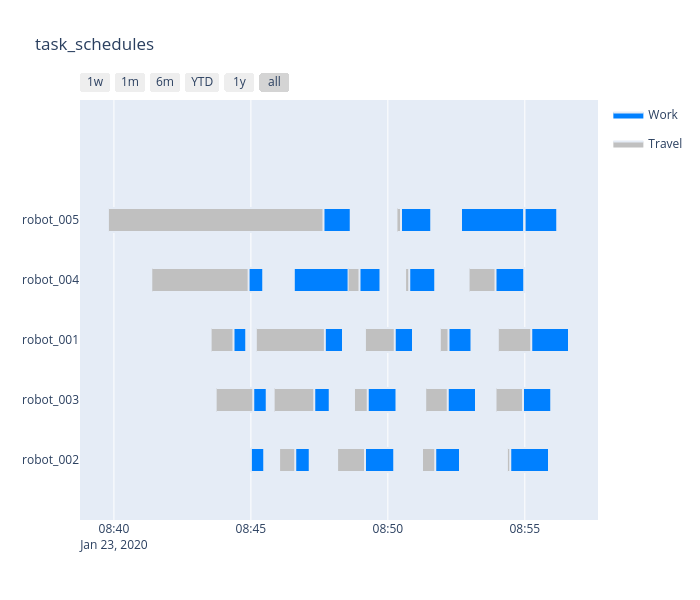 task_schedules
1w 1m 6m YTD 1y all
Work
Travel
robot_005
robot_004
robot_001
robot_003
robot_002
08:40 08:45 08:50 08:55
Jan 23, 2020